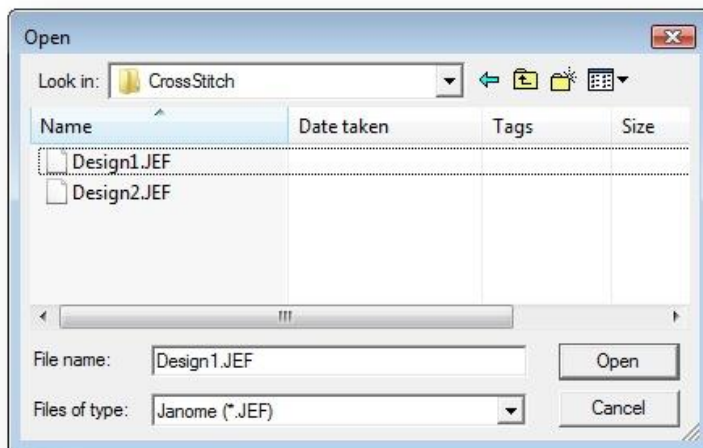 Open
Look in: CrossStitch
Name Date taken Tags Size
Design1.JEF
Design2.JEF
File name: Design1.JEF Open
Files of type: Janome (*.JEF) Cancel